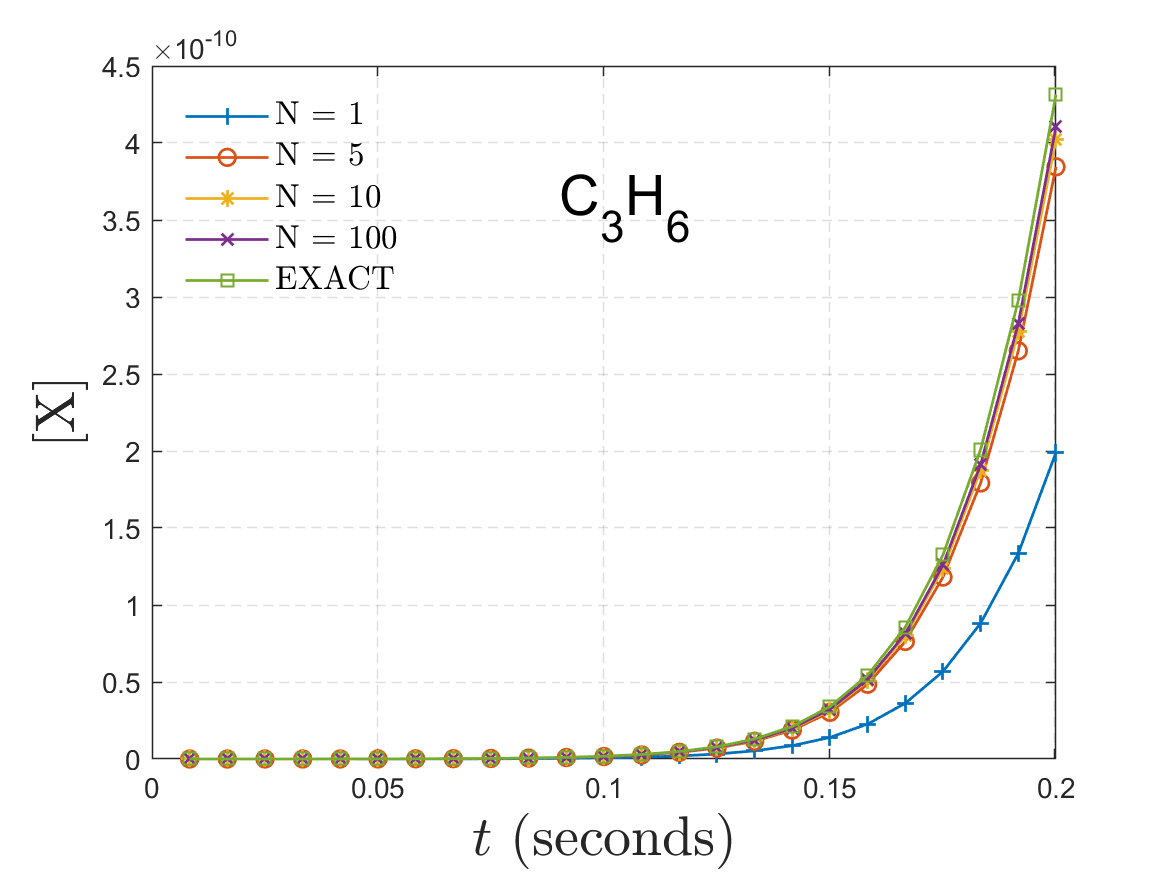 ×10-10
4.5
4
3.5
3
2.5
2
1.5
1
0.5
0
N = 1
N = 5
N = 10
N = 100
EXACT
C3H6
[X]
0 0.05 0.1 0.15 0.2
t (seconds)